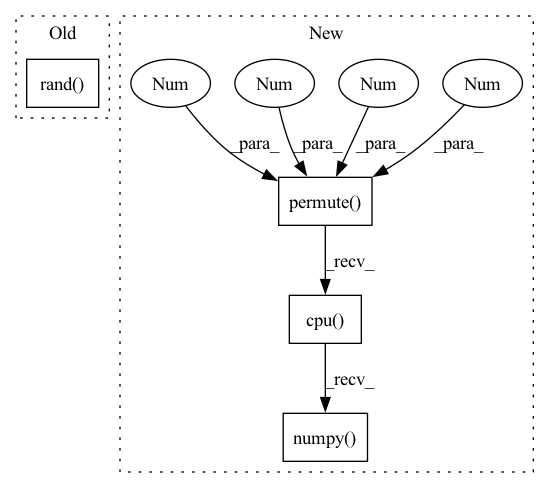 Old
New
rand()
Num
Num
Num
Num
_para_
_para_
_para_
_para_
permute()
_recv_
cpu()
_recv_
numpy()